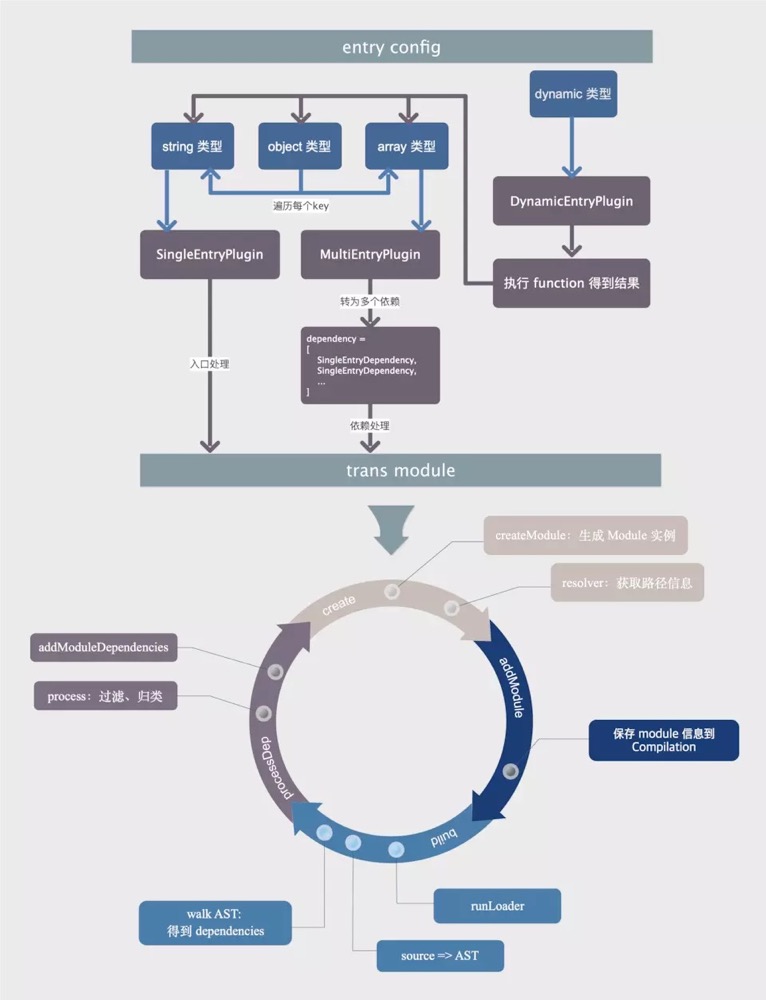 entry config
dynamic 类型
string 类型
object 类型
array 类型
遍历每个key
DynamicEntryPlugin
SingleEntryPlugin
MultiEntryPlugin
执行 function 得到结果
转为多个依赖
dependency =
[
SingleEntryDependency,
SingleEntryDependency,
...
]
入口处理
依赖处理
trans module
createModule：生成 Module 实例
resolver：获取路径信息
create
addModuleDependencies
addModule
process：过滤、归类
保存 module 信息到
Compilation
processDep
build
runLoader
walk AST:
得到 dependencies
source => AST